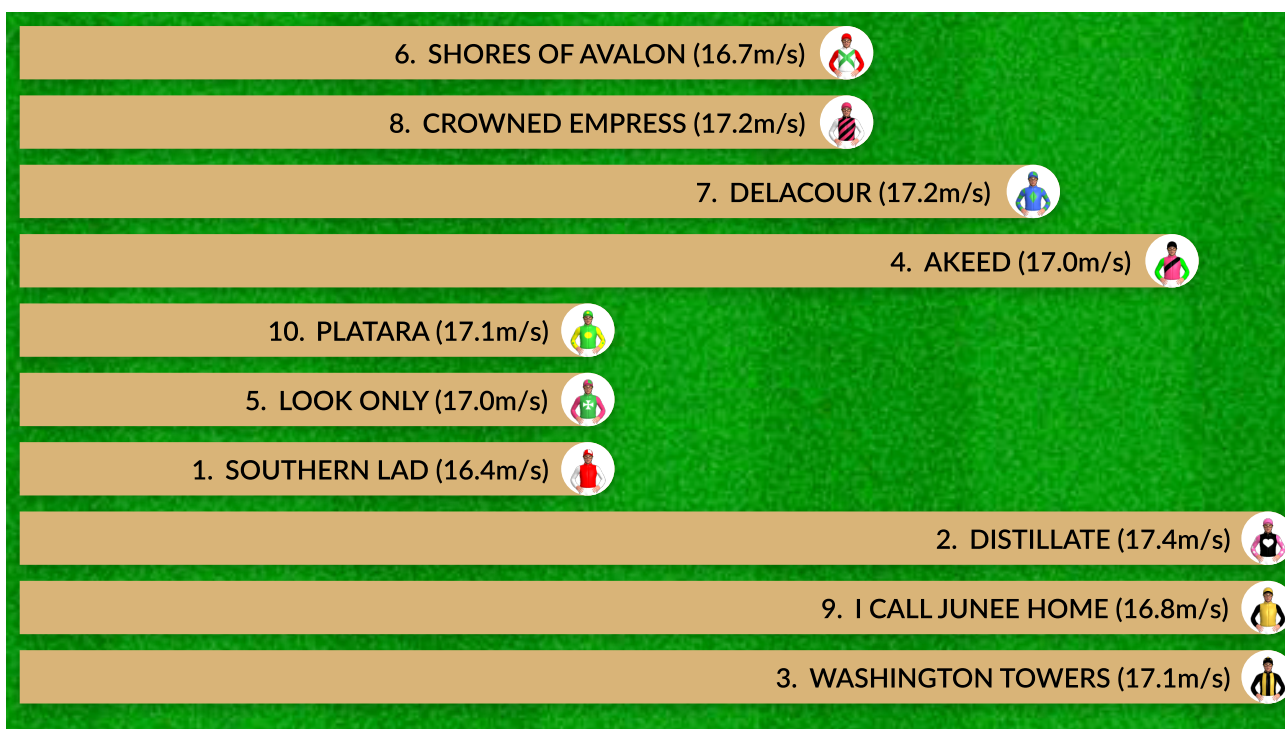 6. SHORES OF AVALON (16.7m/s)
8. CROWNED EMPRESS (17.2m/s)
7. DELACOUR (17.2m/s)
4. AKEED (17.0m/s)
10. PLATARA (17.1m/s)
5. LOOK ONLY (17.0m/s)
1. SOUTHERN LAD (16.4m/s)
2. DISTILLATE (17.4m/s)
9. I CALL JUNEE HOME (16.8m/s)
3. WASHINGTON TOWERS (17.1m/s)